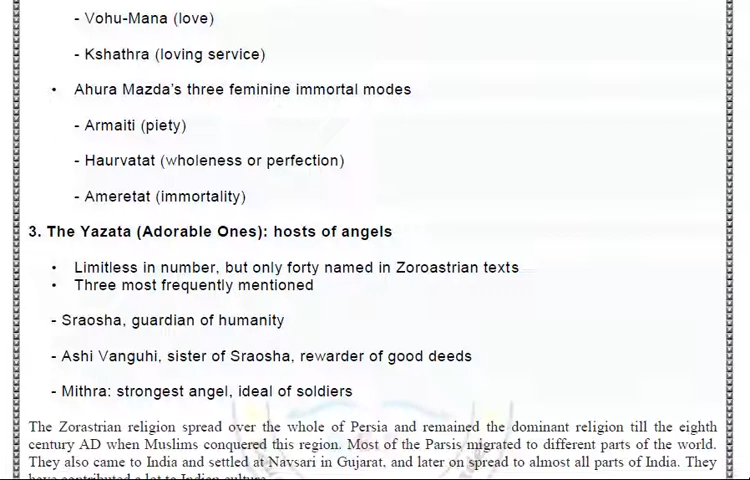 - Vohu-Mana (love)
- Kshathra (loving service)
• Ahura Mazda's three feminine immortal modes
- Armaiti (piety)
- Haurvatat (wholeness or perfection)
- Ameretat (immortality)
3. The Yazata (Adorable Ones): hosts of angels
• Limitless in number, but only forty named in Zoroastrian texts
• Three most frequently mentioned
- Sraosha, guardian of humanity
- Ashi Vanguhi, sister of Sraosha, rewarder of good deeds
- Mithra: strongest angel, ideal of soldiers
The Zorastrian religion spread over the whole of Persia and remained the dominant religion till the eighth
century AD when Muslims conquered this region. Most of the Parsis migrated to different parts of the world.
They also came to India and settled at Navsari in Gujarat, and later on spread to almost all parts of India. They
have contributed a lot to Indian culture.